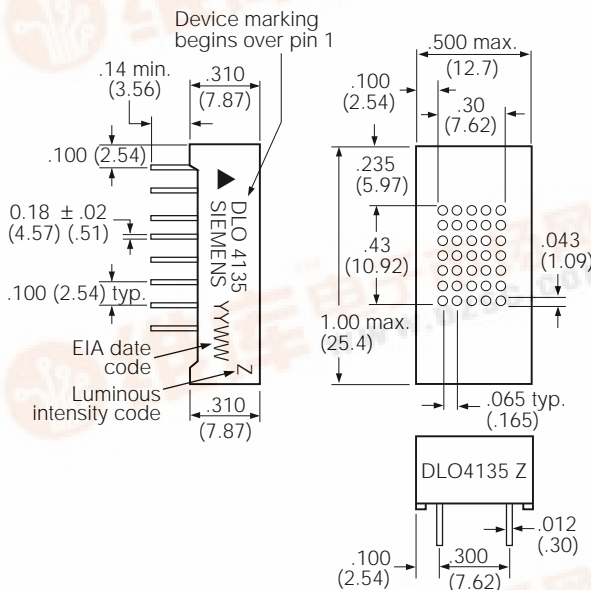 Device marking
begins over pin 1
.14 min.
(3.56)
.310
(7.87)
.100 (2.54)
0.18 ± .02
(4.57) (.51)
.100 (2.54) typ.
EIA date
code
Luminous
intensity code
DLO 4135
SIEMENS YYWW
Z
.310
(7.87)
.500 max.
(12.7)
.100
(2.54)
.30
(7.62)
.235
(5.97)
.43
(10.92)
.043
(1.09)
1.00 max.
(25.4)
.065 typ.
(.165)
DLO4135 Z
.012
(.30)
.100
(2.54)
.300
(7.62)